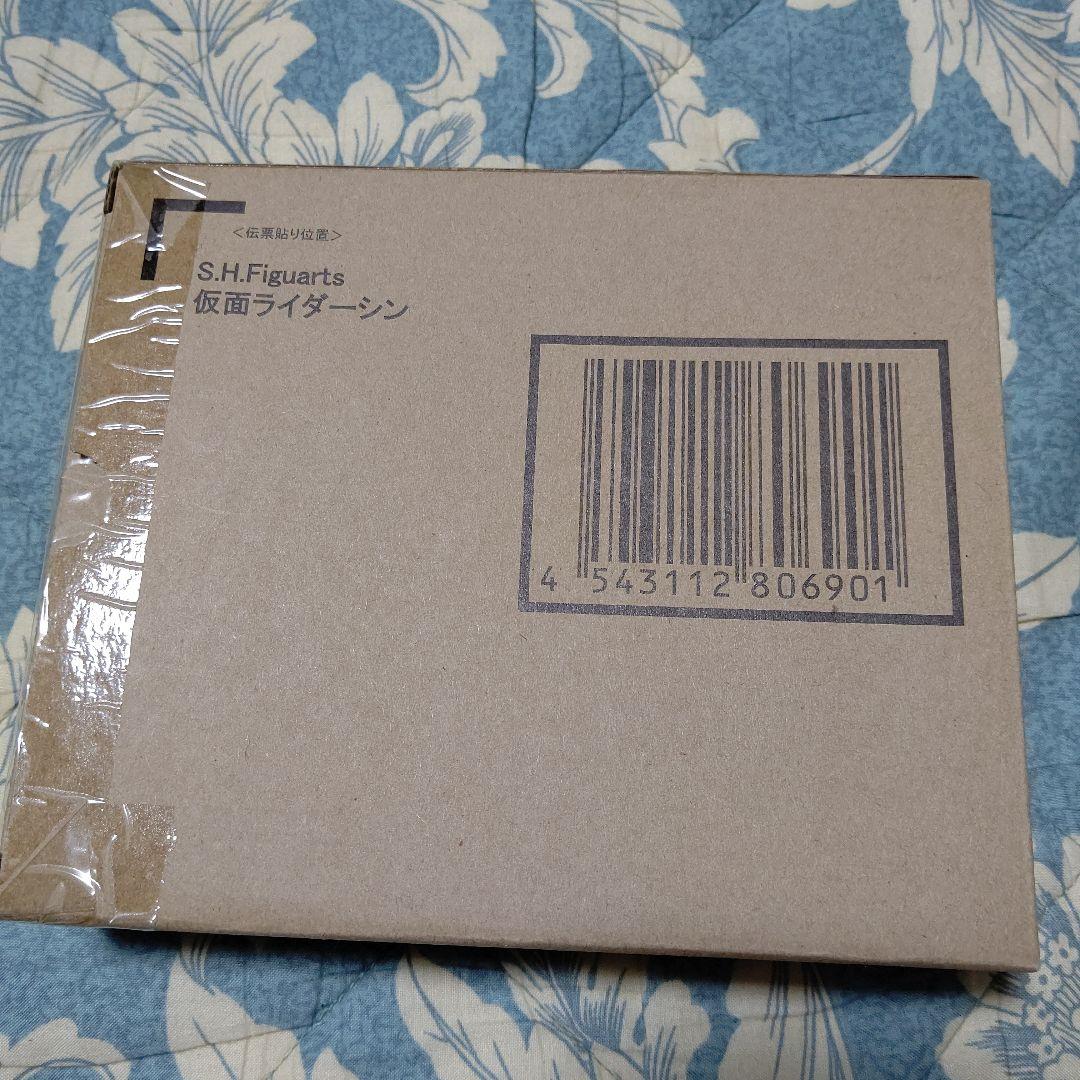 ＜伝票貼り位置＞
S.H.Figuarts
仮面ライダーシン
4 543112 806901